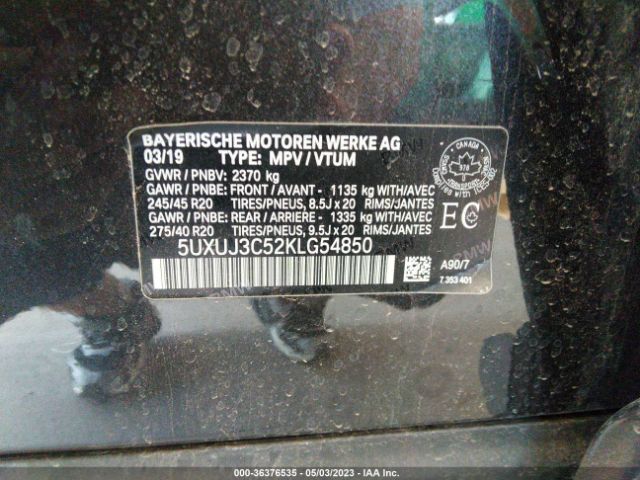 BAYERISCHE MOTOREN WERKE AG
03/19 TYPE: MPV / VTUM
GVWR / PNBV: 2370 kg
GAWR / PNBE: FRONT / AVANT - 1135 kg WITH/AVEC
245/45 R20 TIRES/PNEUS, 8.5J x 20 RIMS/JANTES
GAWR / PNBE: REAR / ARRIERE - 1335 kg WITH/AVEC
275/40 R20 TIRES/PNEUS, 9.5J x 20 RIMS/JANTES
5UXUJ3C52KLG54850
CANADA
TRANSPORT
EC
A90/7
7 353 401
000-36376535 - 05/03/2023 - IAA Inc.